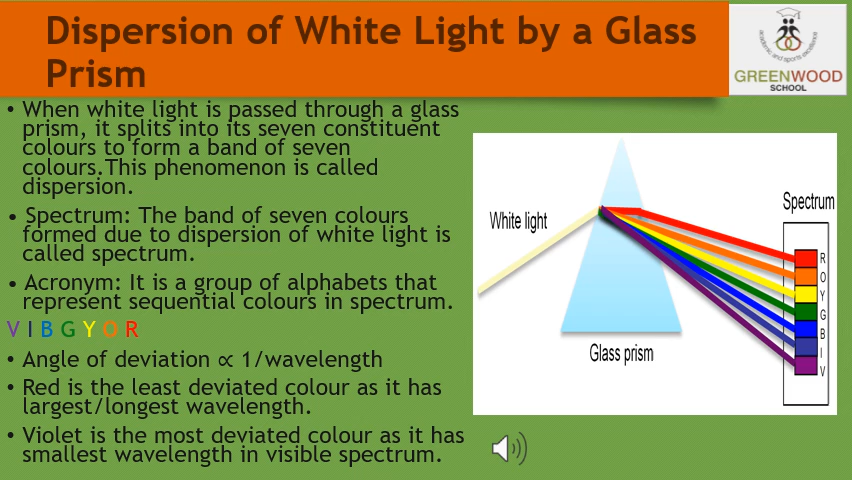 Dispersion of White Light by a Glass
Prism
academic and sports excellence
GREENWOOD
SCHOOL
• When white light is passed through a glass
prism, it splits into its seven constituent
colours to form a band of seven
colours.This phenomenon is called
dispersion.
• Spectrum: The band of seven colours
formed due to dispersion of white light is
called spectrum.
• Acronym: It is a group of alphabets that
represent sequential colours in spectrum.
V I B G Y O R
• Angle of deviation ∝ 1/wavelength
• Red is the least deviated colour as it has
largest/longest wavelength.
• Violet is the most deviated colour as it has
smallest wavelength in visible spectrum.
White light
Glass prism
Spectrum
R
O
Y
G
B
I
V